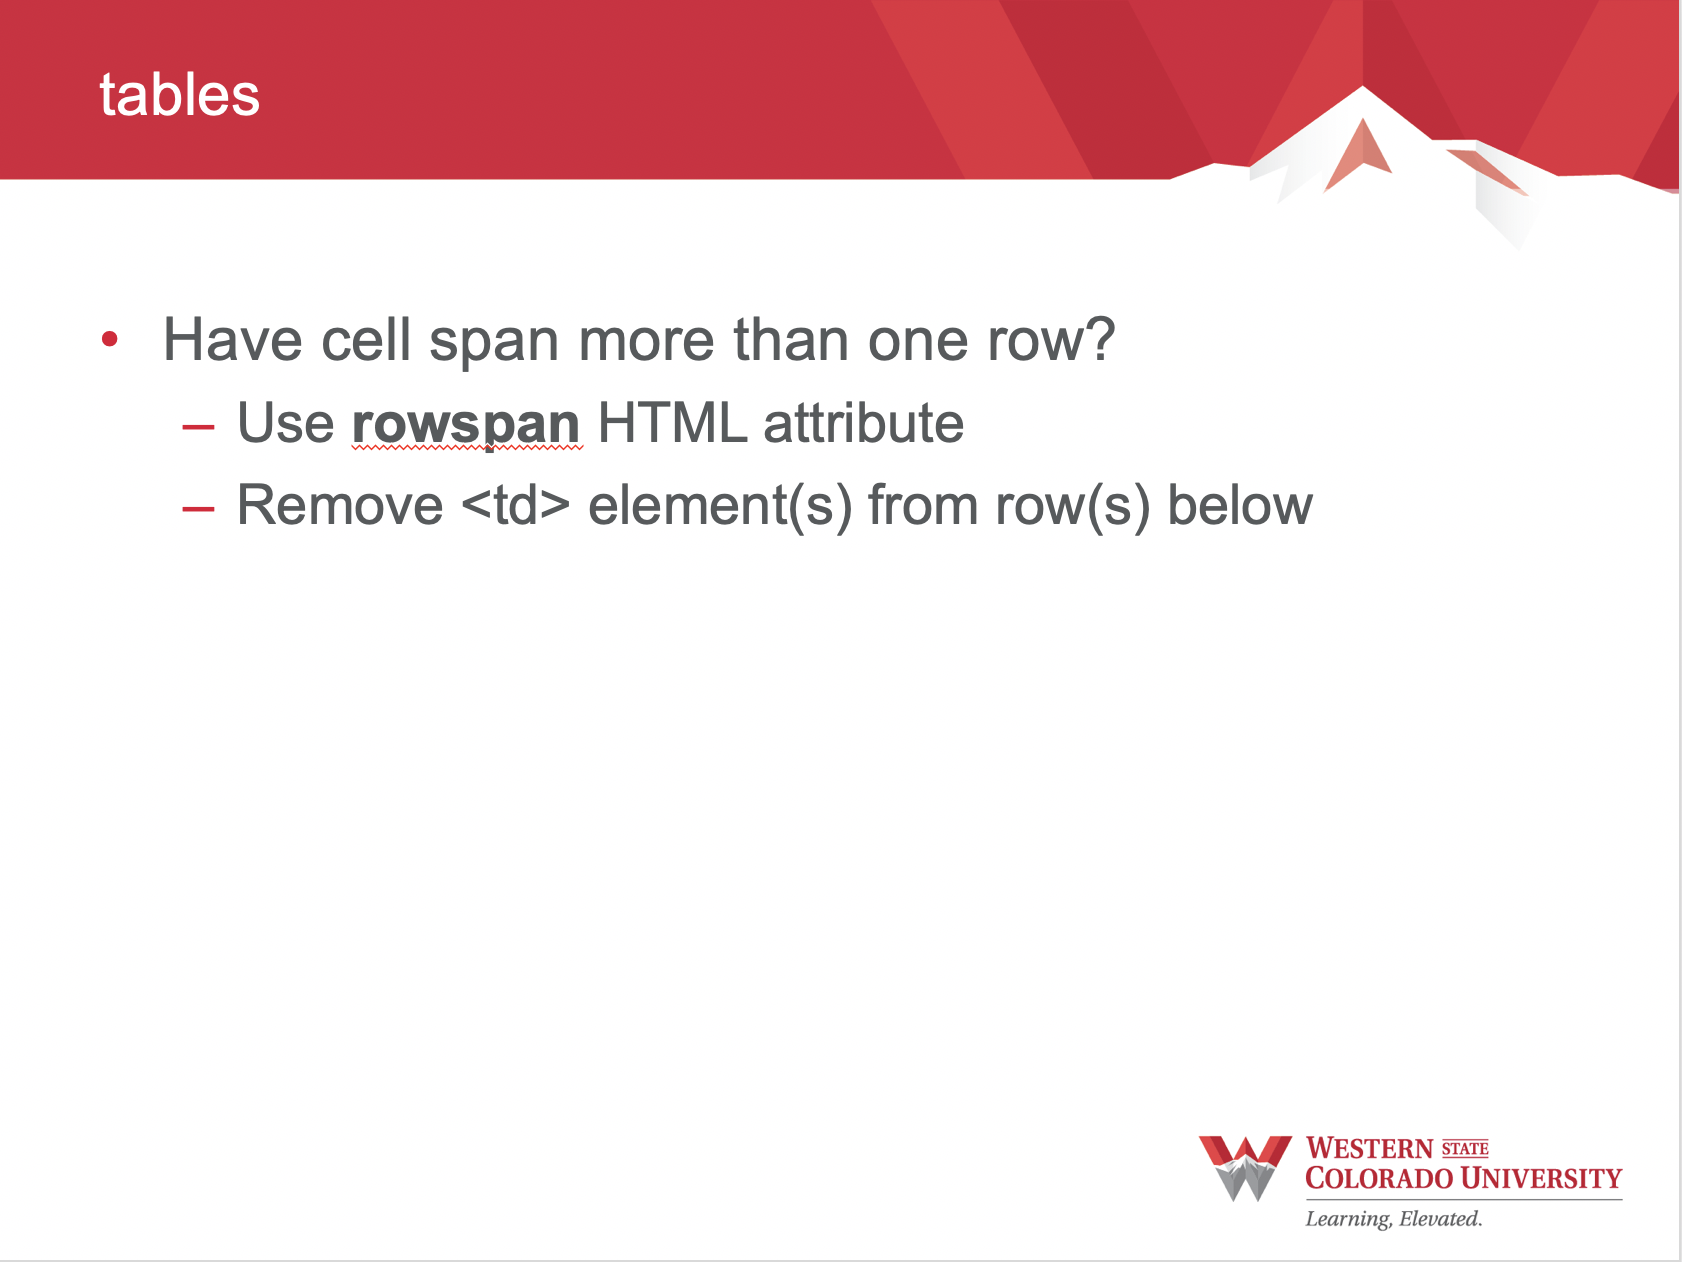 tables
• Have cell span more than one row?
– Use rowspan HTML attribute
– Remove <td> element(s) from row(s) below
WESTERN STATE
COLORADO UNIVERSITY
Learning, Elevated.